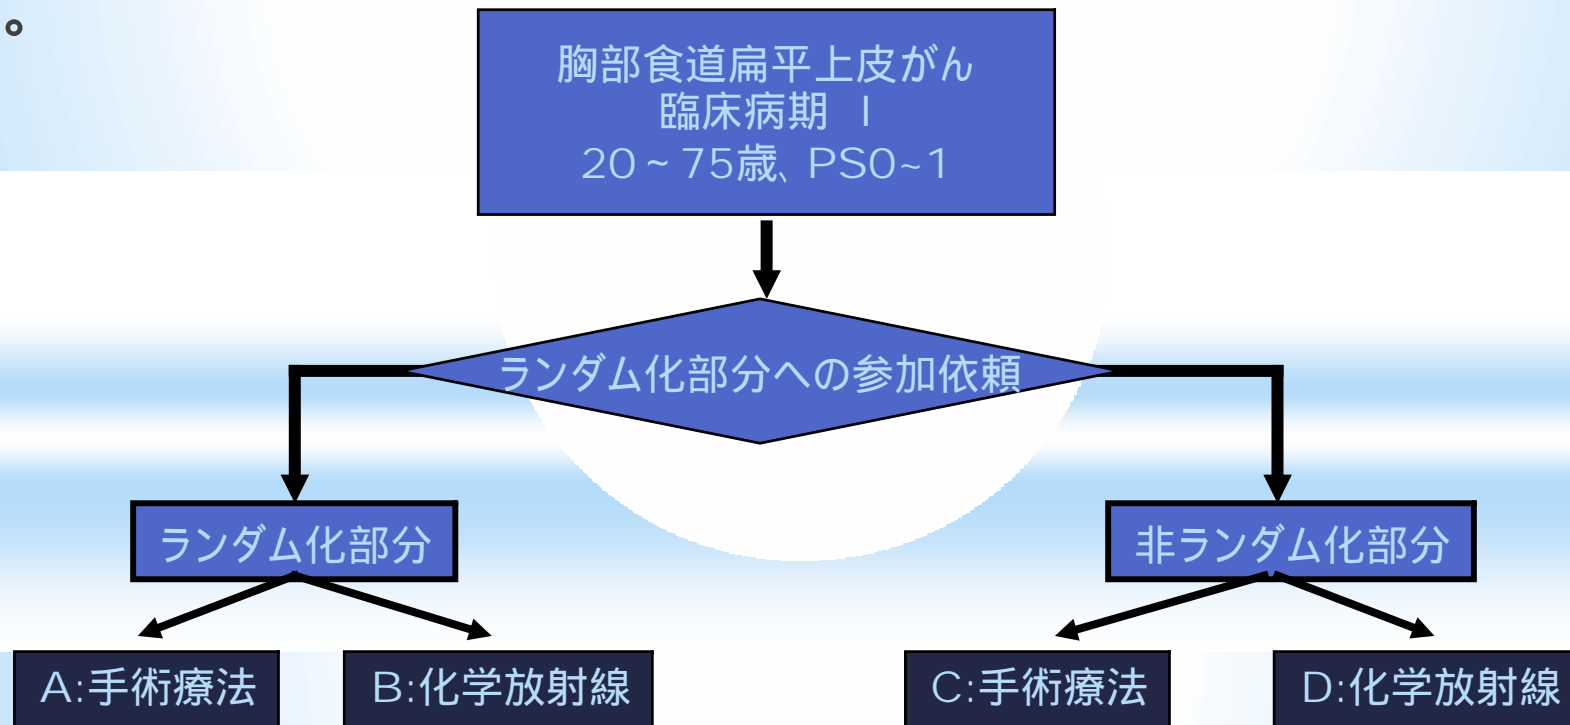 。
胸部食道扁平上皮がん
臨床病期 Ⅰ
20~75歳、PS0~1
ランダム化部分への参加依頼
ランダム化部分
非ランダム化部分
A:手術療法
B:化学放射線
C:手術療法
D:化学放射線